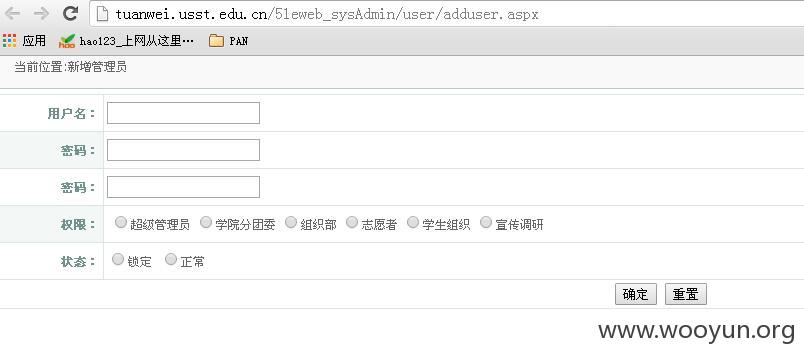 tuanwei.usst.edu.cn/51eweb_sysAdmin/user/adduser.aspx
应用 hao123_上网从这里… PAN
当前位置:新增管理员
用户名：
密码：
密码：
权限： 超级管理员 学院分团委 组织部 志愿者 学生组织 宣传调研
状态： 锁定 正常
确定 重置
www.wooyun.org